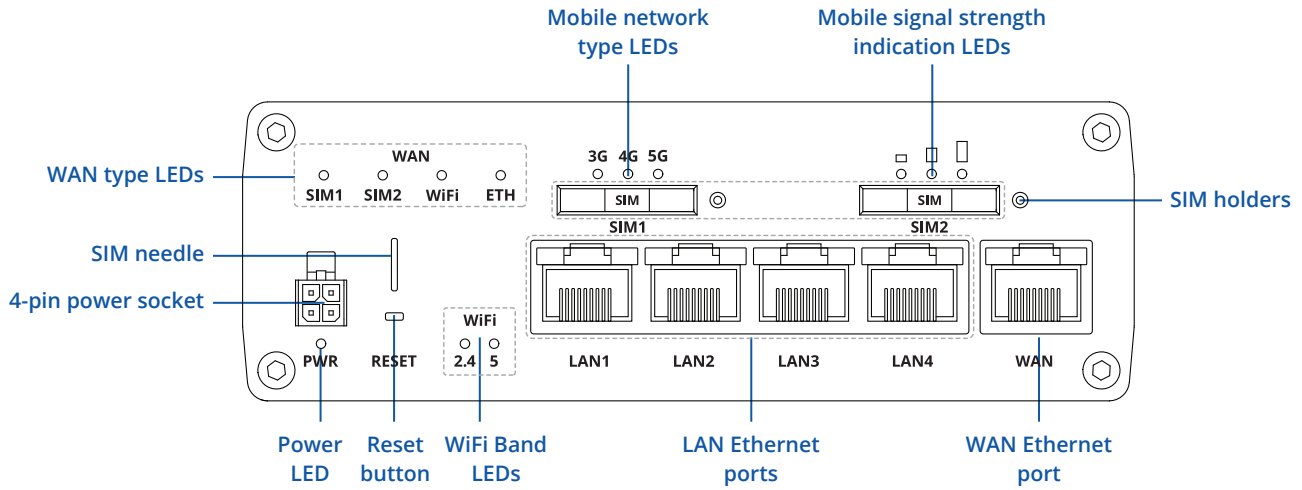 Mobile network
type LEDs
Mobile signal strength
indication LEDs
WAN type LEDs
WAN
SIM1 SIM2 WiFi ETH
3G 4G 5G
SIM
SIM1
SIM
SIM2
SIM holders
SIM needle
4-pin power socket
PWR
RESET
WiFi
2.4 5
LAN1 LAN2 LAN3 LAN4 WAN
Power
LED
Reset
button
WiFi Band
LEDs
LAN Ethernet
ports
WAN Ethernet
port